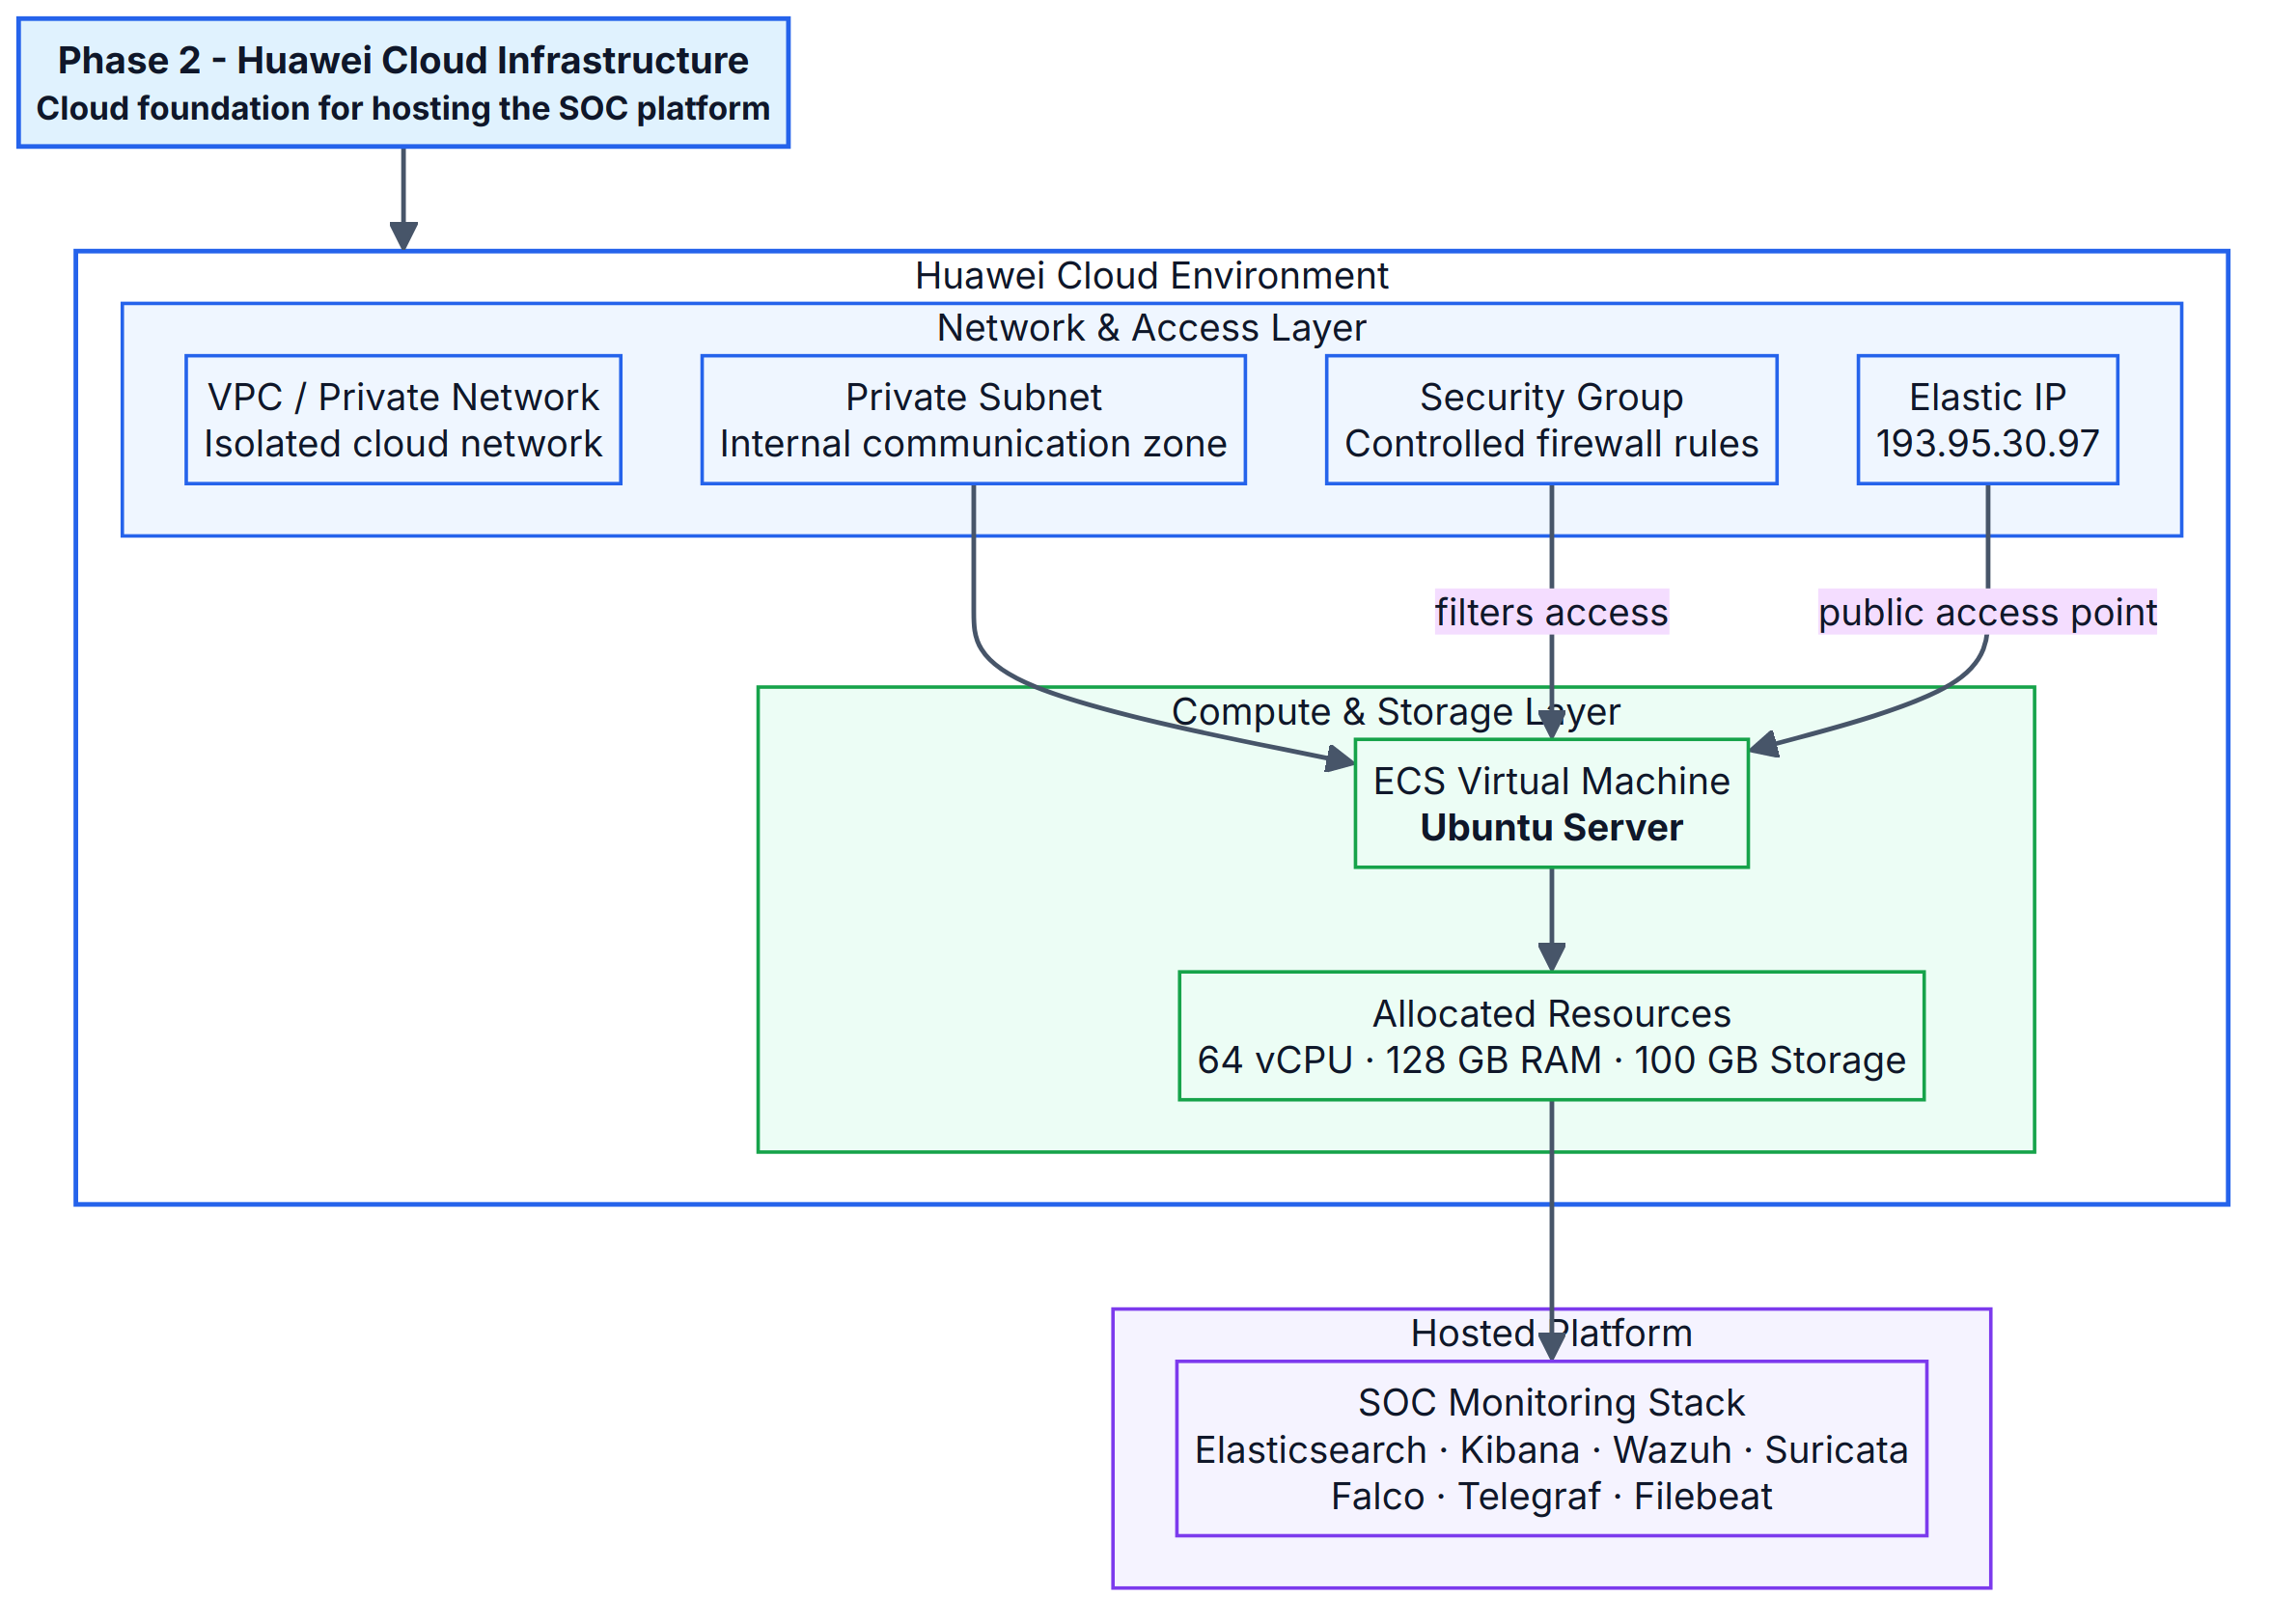 Phase 2 - Huawei Cloud Infrastructure
Cloud foundation for hosting the SOC platform
Huawei Cloud Environment
Network & Access Layer
VPC / Private Network
Isolated cloud network
Private Subnet
Internal communication zone
Security Group
Controlled firewall rules
Elastic IP
193.95.30.97
filters access
public access point
Compute & Storage Layer
ECS Virtual Machine
Ubuntu Server
Allocated Resources
64 vCPU · 128 GB RAM · 100 GB Storage
Hosted Platform
SOC Monitoring Stack
Elasticsearch · Kibana · Wazuh · Suricata
Falco · Telegraf · Filebeat